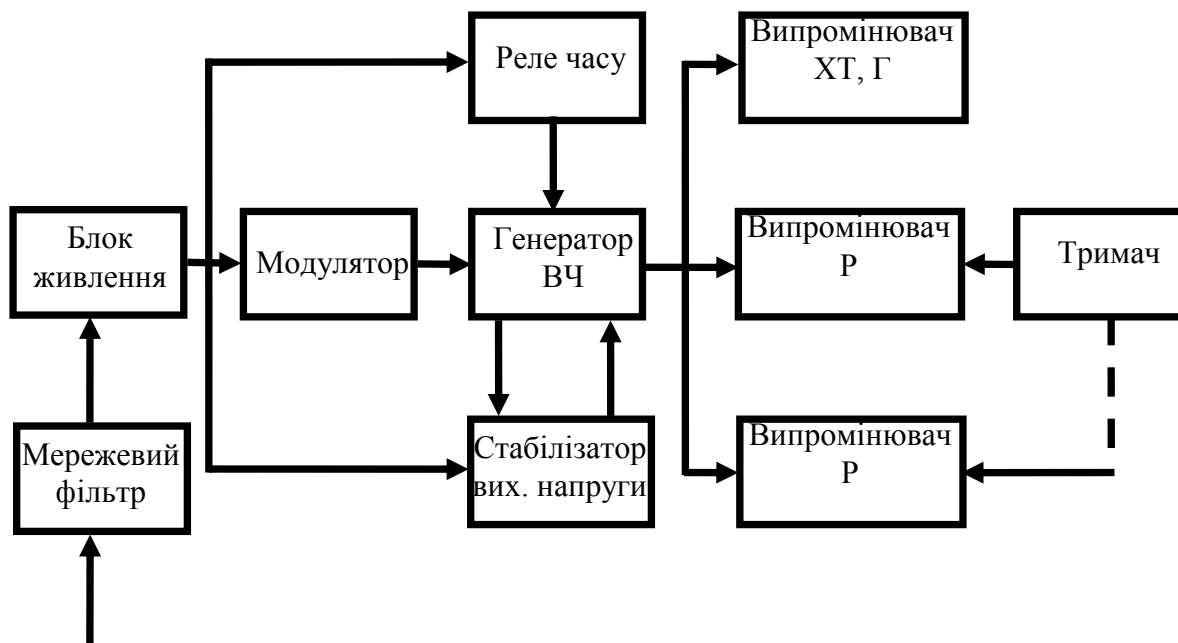 Реле часу
Випромінювач
ХТ, Г
Блок
живлення
Модулятор
Генератор
ВЧ
Випромінювач
Р
Тримач
Мережевий
фільтр
Стабілізатор
вих. напруги
Випромінювач
Р